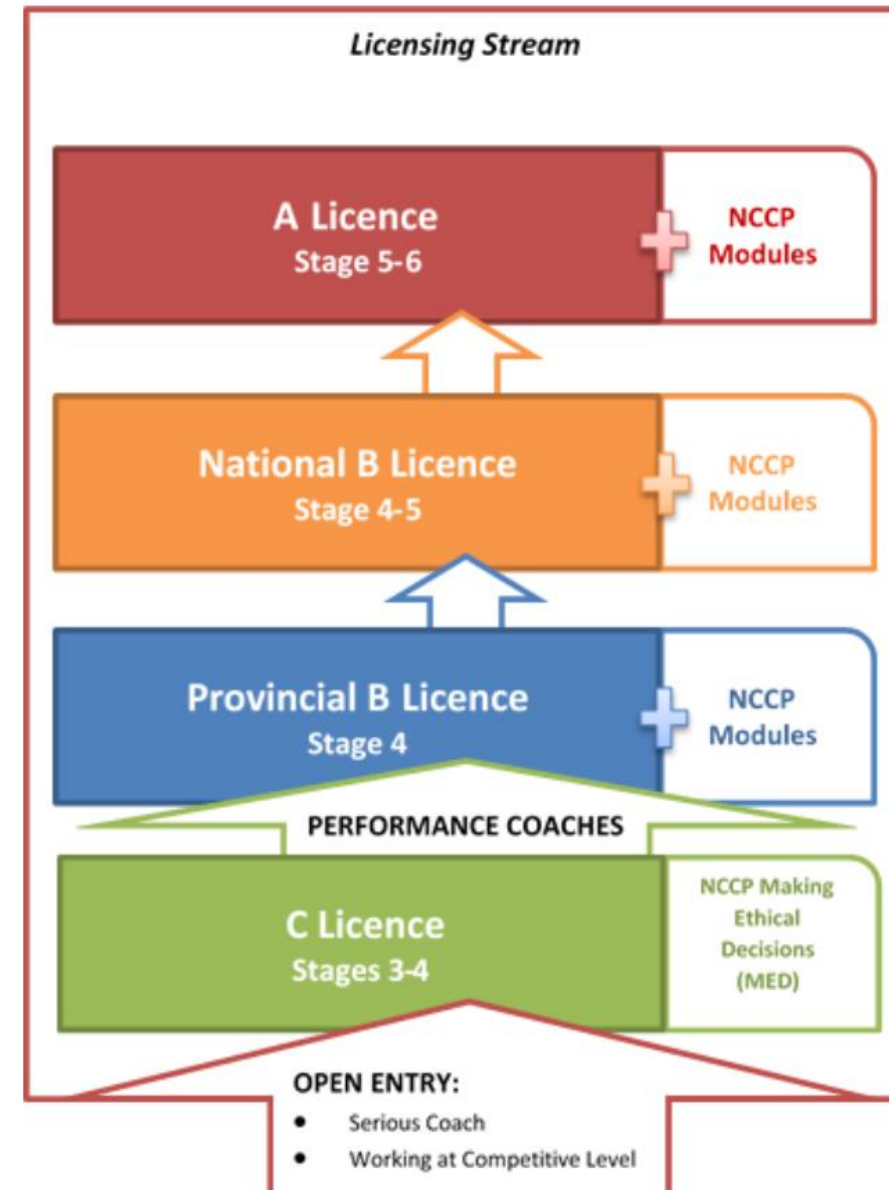 Licensing Stream
A Licence
Stage 5-6
NCCP
Modules
National B Licence
Stage 4-5
NCCP
Modules
Provincial B Licence
Stage 4
NCCP
Modules
PERFORMANCE COACHES
C Licence
Stages 3-4
NCCP Making
Ethical
Decisions
(MED)
OPEN ENTRY:
• Serious Coach
• Working at Competitive Level